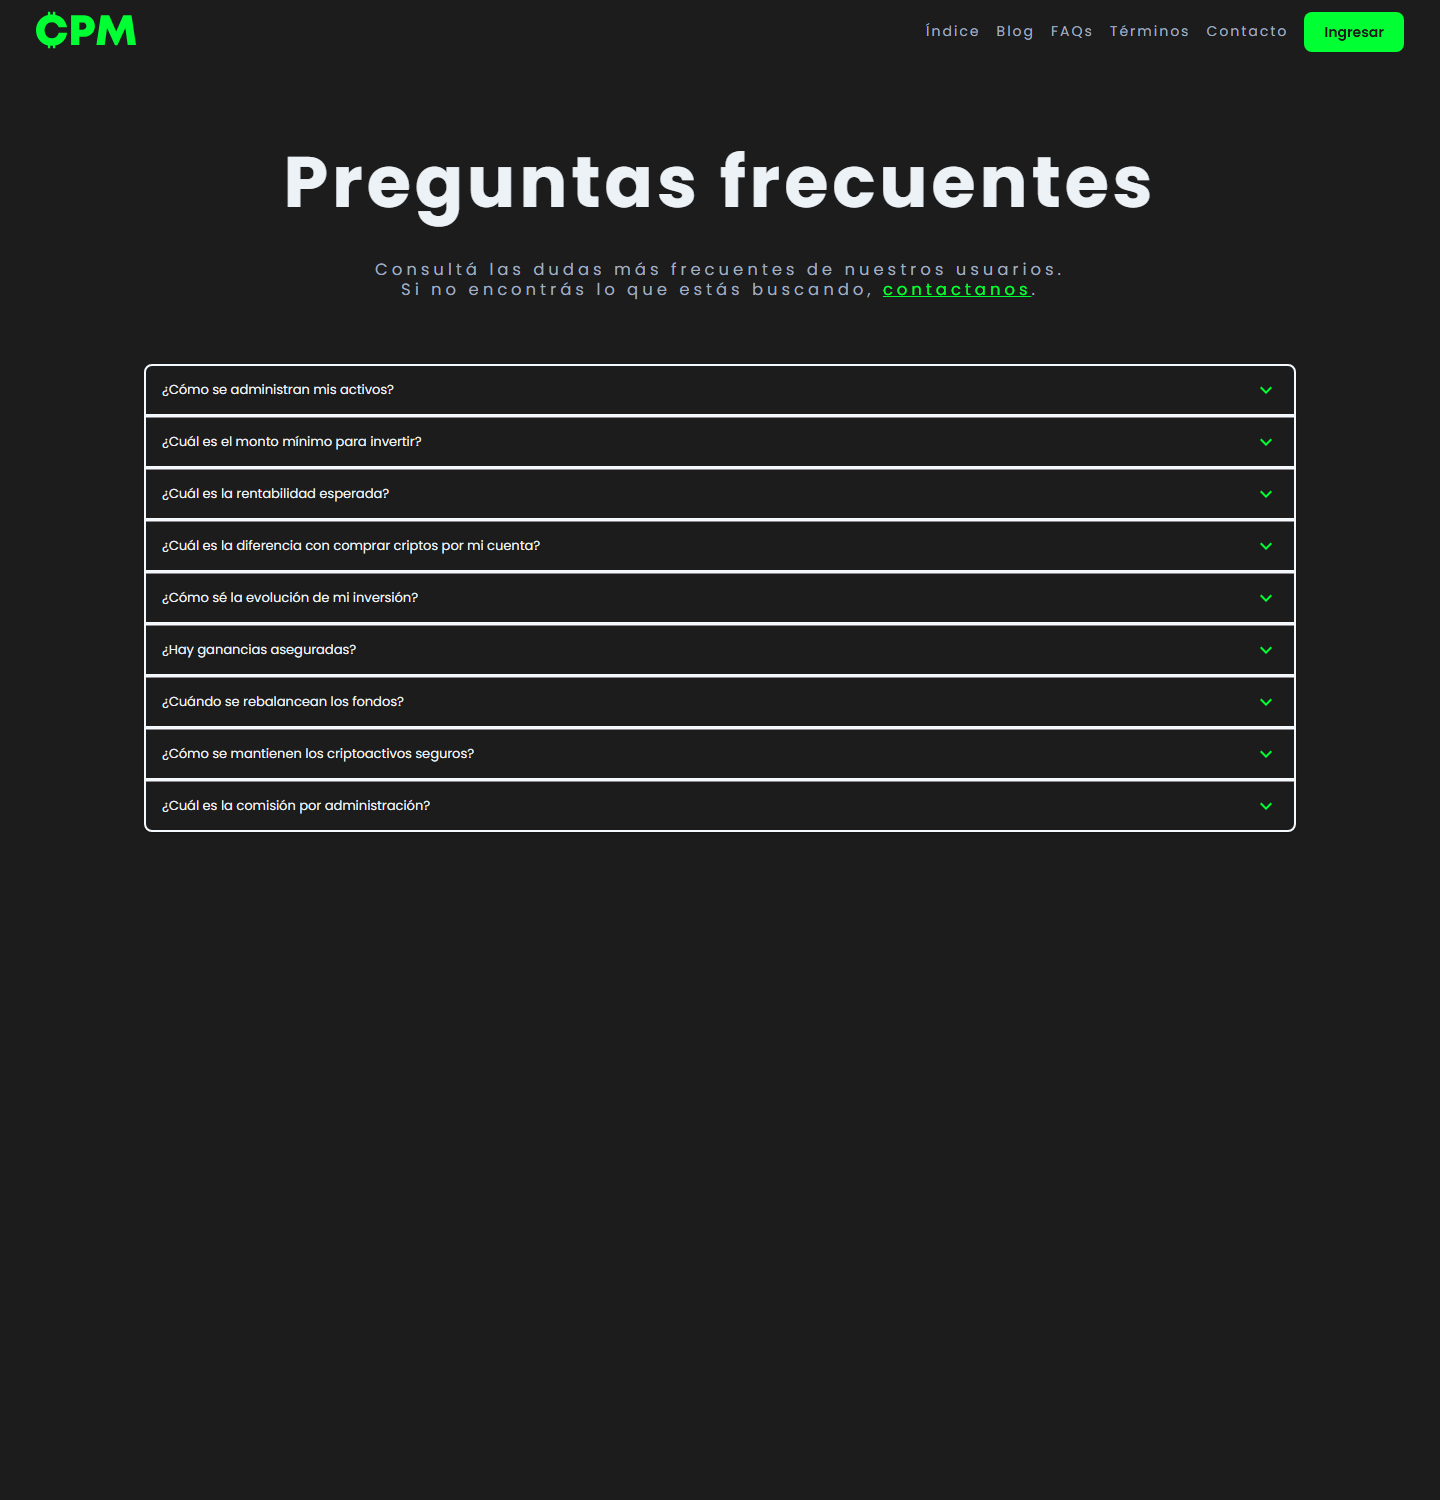 CPM
Índice Blog FAQs Términos Contacto Ingresar
Preguntas frecuentes
Consultá las dudas más frecuentes de nuestros usuarios.
Si no encontrás lo que estás buscando, contactanos.
¿Cómo se administran mis activos?
¿Cuál es el monto mínimo para invertir?
¿Cuál es la rentabilidad esperada?
¿Cuál es la diferencia con comprar criptos por mi cuenta?
¿Cómo sé la evolución de mi inversión?
¿Hay ganancias aseguradas?
¿Cuándo se rebalancean los fondos?
¿Cómo se mantienen los criptoactivos seguros?
¿Cuál es la comisión por administración?